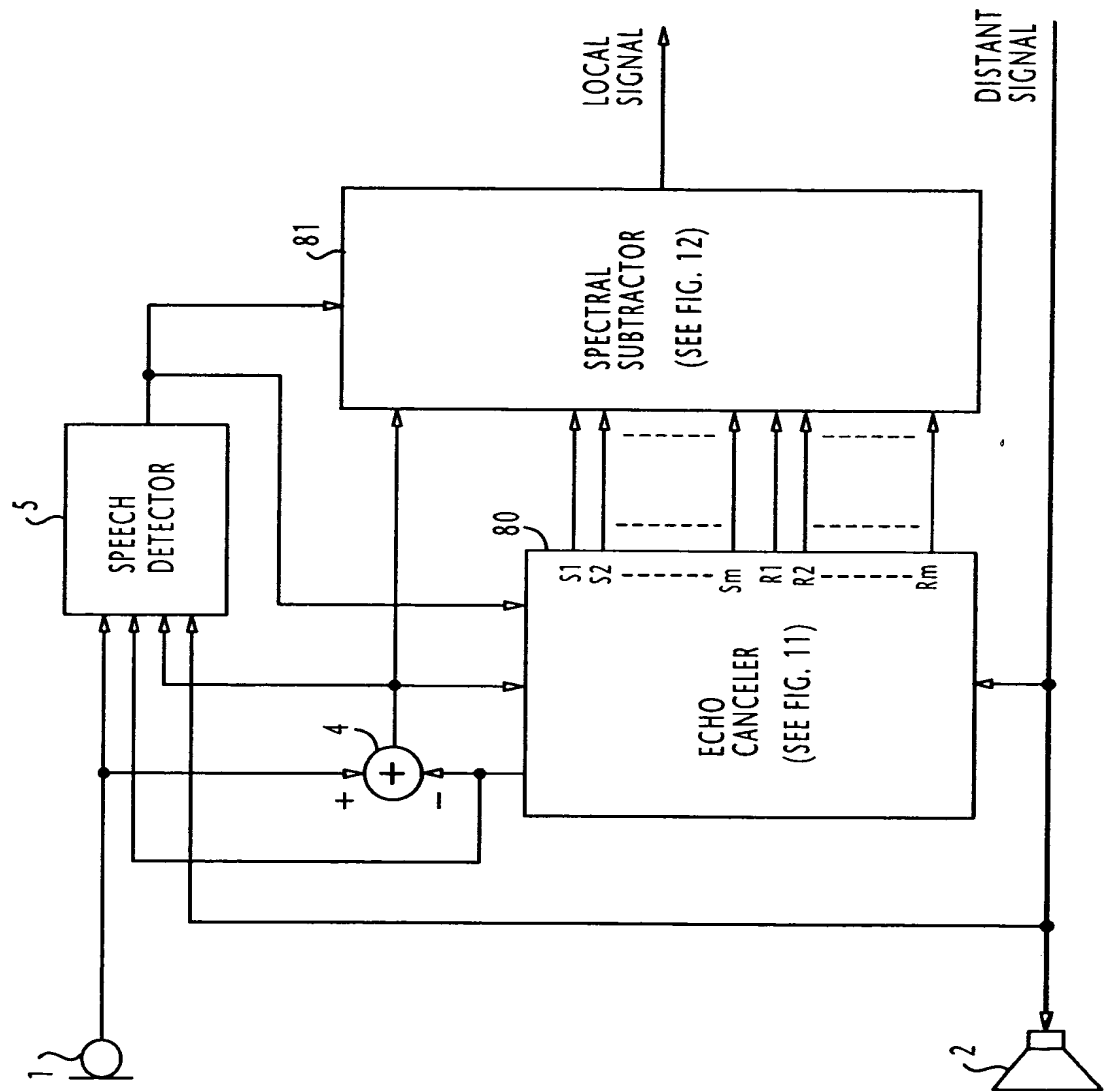 1
5
SPEECH
DETECTOR
4
+
+
−
81
SPECTRAL
SUBTRACTOR
(SEE FIG. 12)
LOCAL
SIGNAL
80
ECHO
CANCELER
(SEE FIG. 11)
S1
S2
Sm
R1
R2
Rm
2
DISTANT
SIGNAL